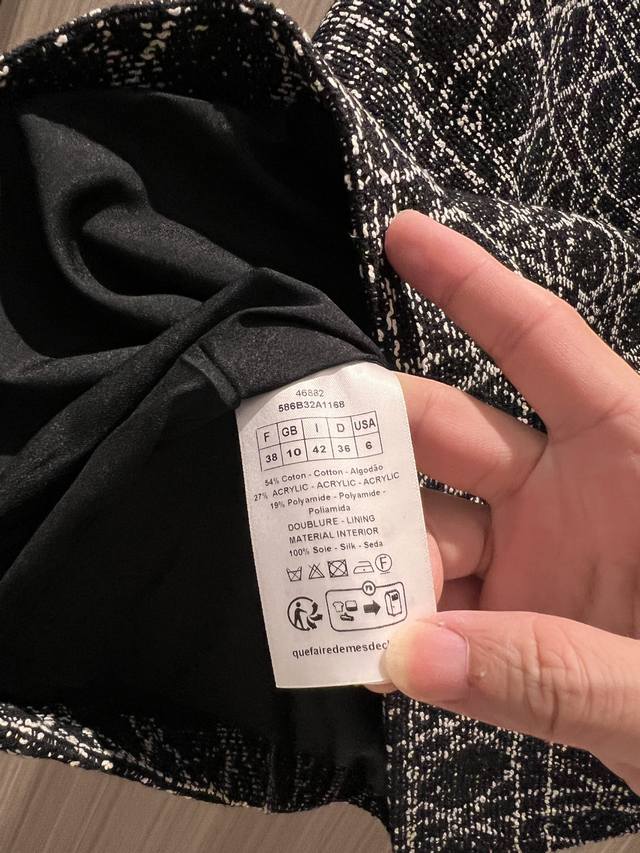 46882
586B32A1168
F GB I D USA
38 10 42 36 6
54% Coton - Cotton - Algodão
27% ACRYLIC - ACRYLIC - ACRYLIC
19% Polyamide - Polyamide -
Poliamida
DOUBLURE - LINING
MATERIAL INTERIOR
100% Soie - Silk - Seda
F
FR
quefairedemesdec